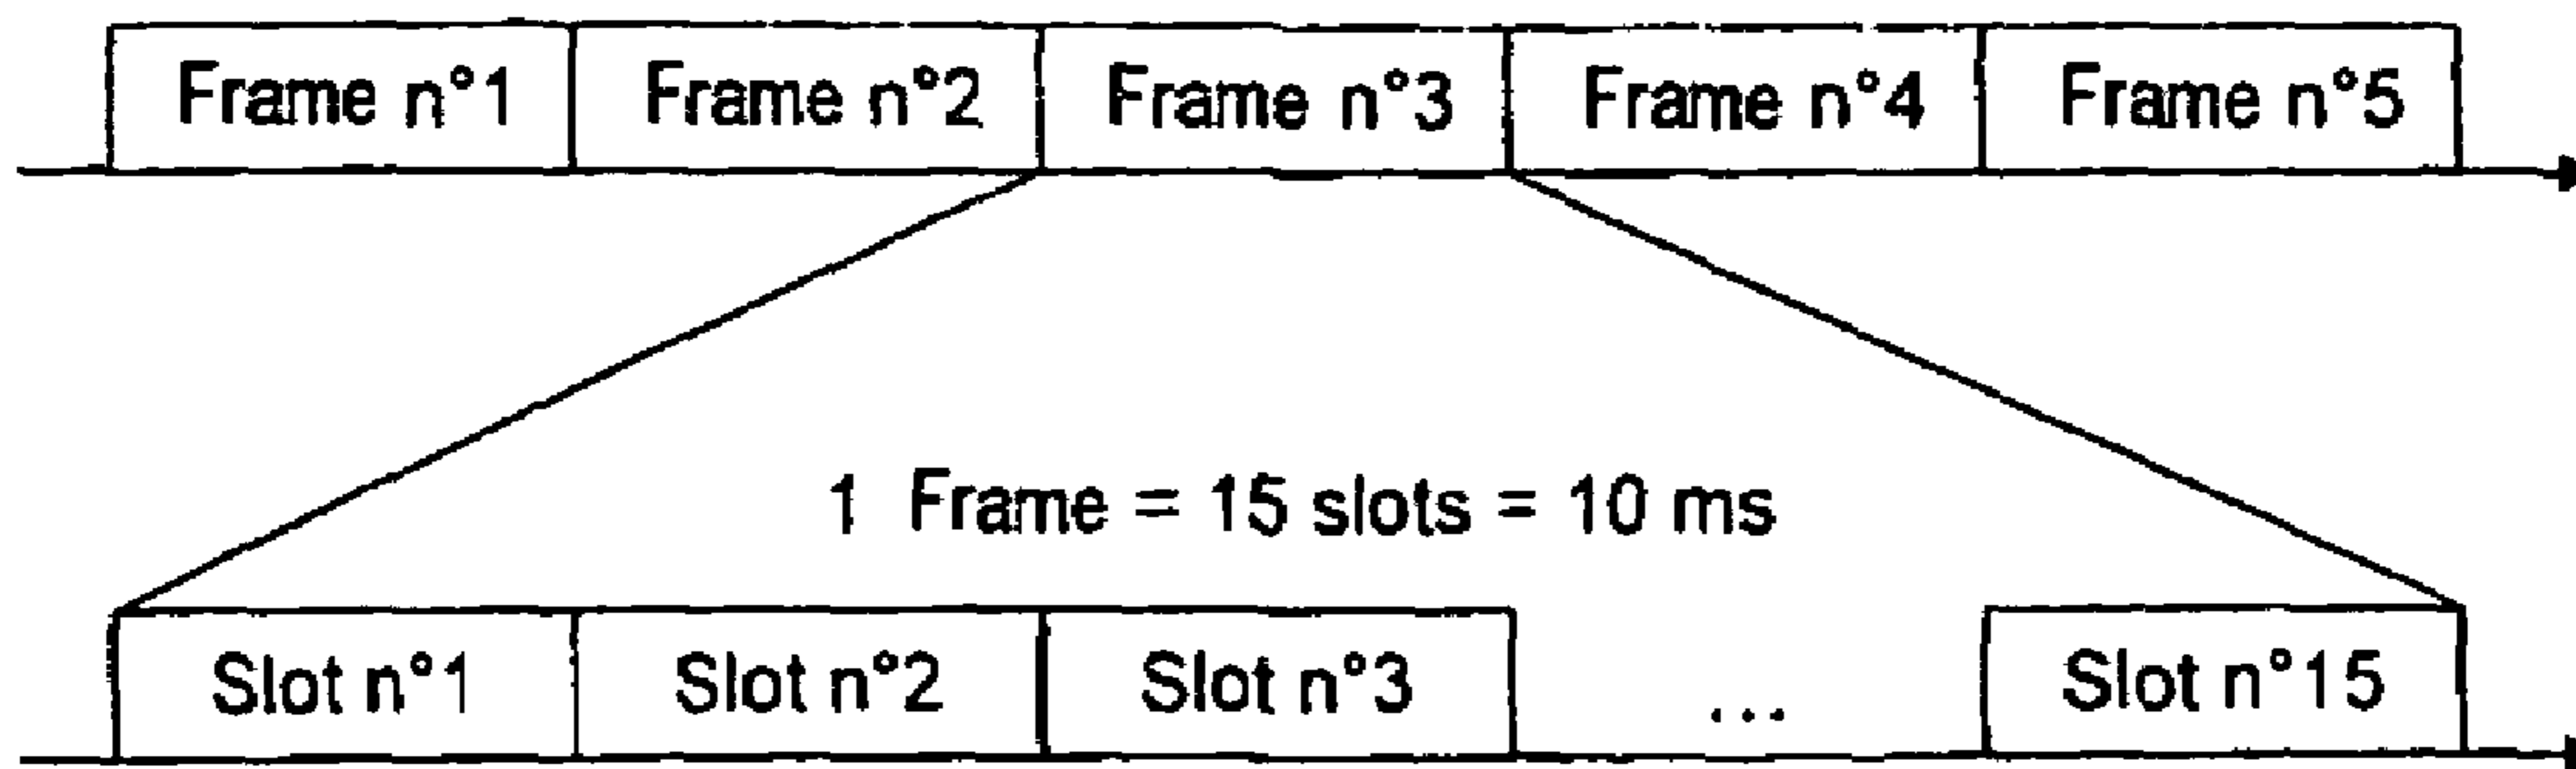 Frame n°1 Frame n°2 Frame n°3 Frame n°4 Frame n°5
1 Frame = 15 slots = 10 ms
Slot n°1 Slot n°2 Slot n°3 ... Slot n°15